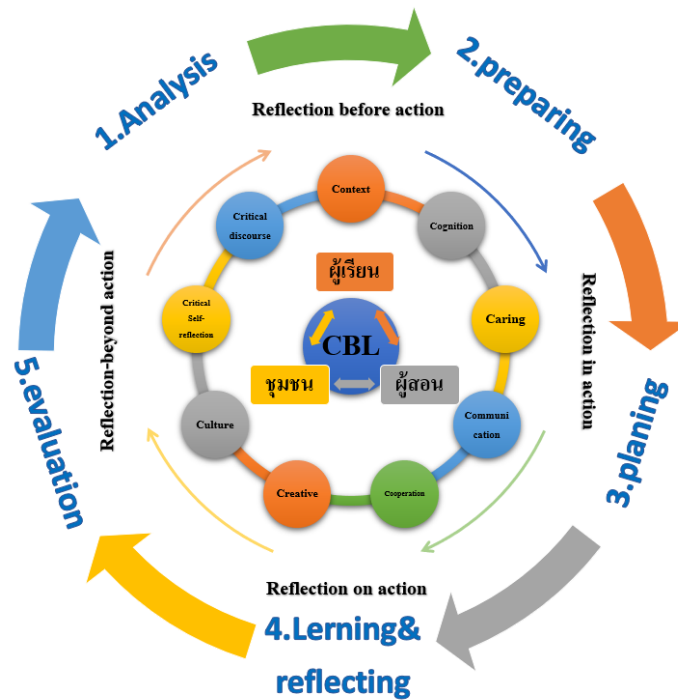 1.Analysis
2.preparing
3.planing
4.Lerning&
reflecting
5.evaluation
Reflection before action
Reflection in action
Reflection on action
Reflection-beyond action
Context
Cognition
Caring
Communi
cation
Cooperation
Creative
Culture
Critical
Self-
reflection
Critical
discourse
ผู้เรียน
CBL
ชุมชน
ผู้สอน